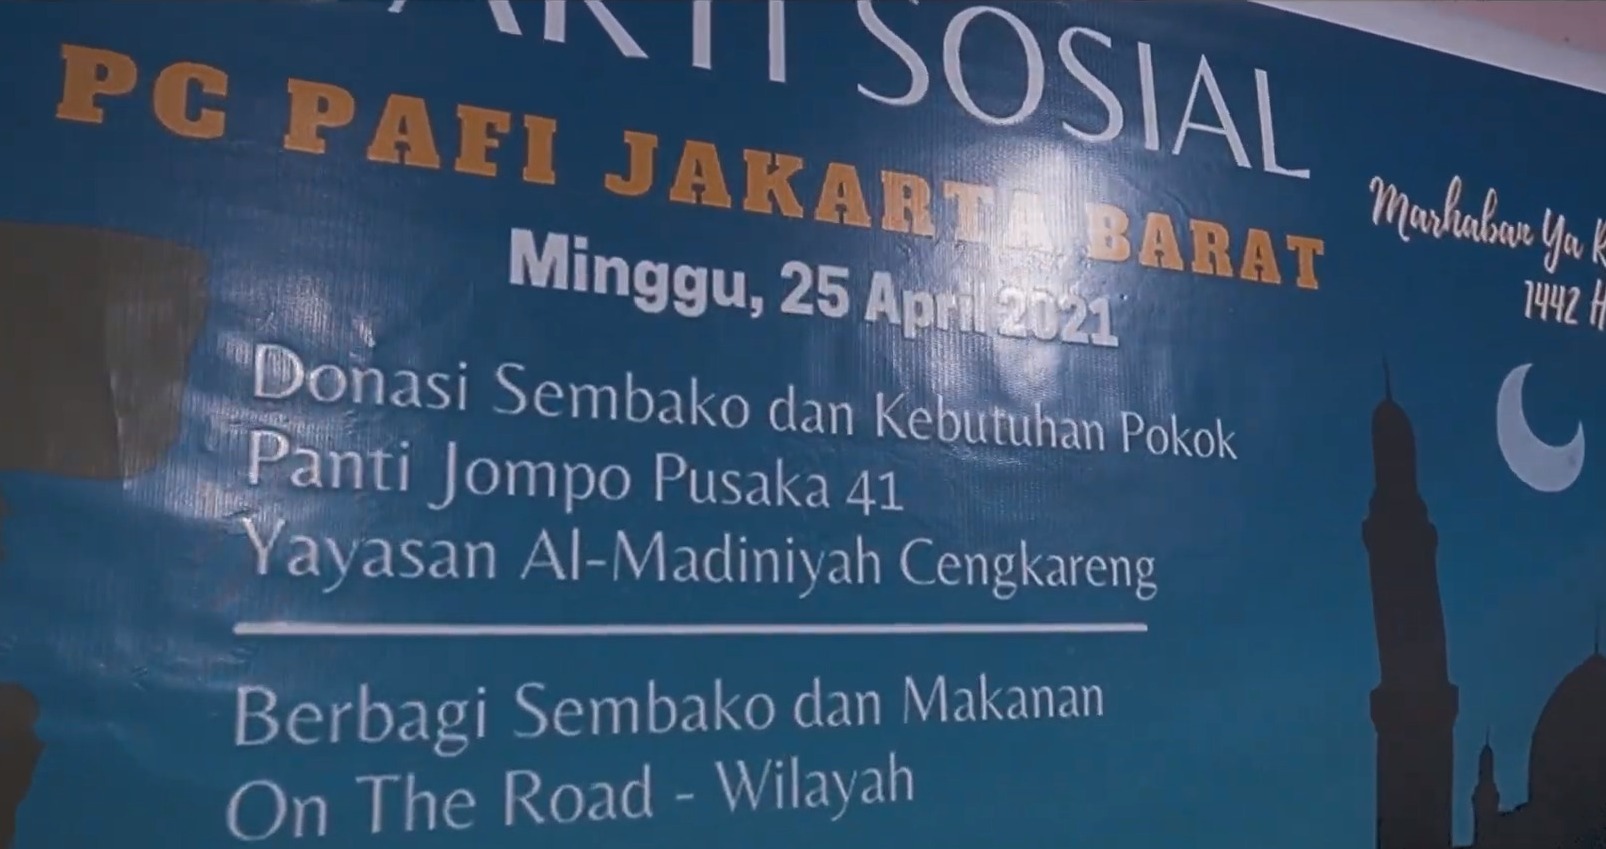 SOSIAL
PC PAFI JAKARTA BARAT
Minggu, 25 April 2021
Donasi Sembako dan Kebutuhan Pokok
Panti Jompo Pusaka 41
Yayasan Al-Madiniyah Cengkareng
Berbagi Sembako dan Makanan
On The Road - Wilayah
Marhaban Ya
1442 H